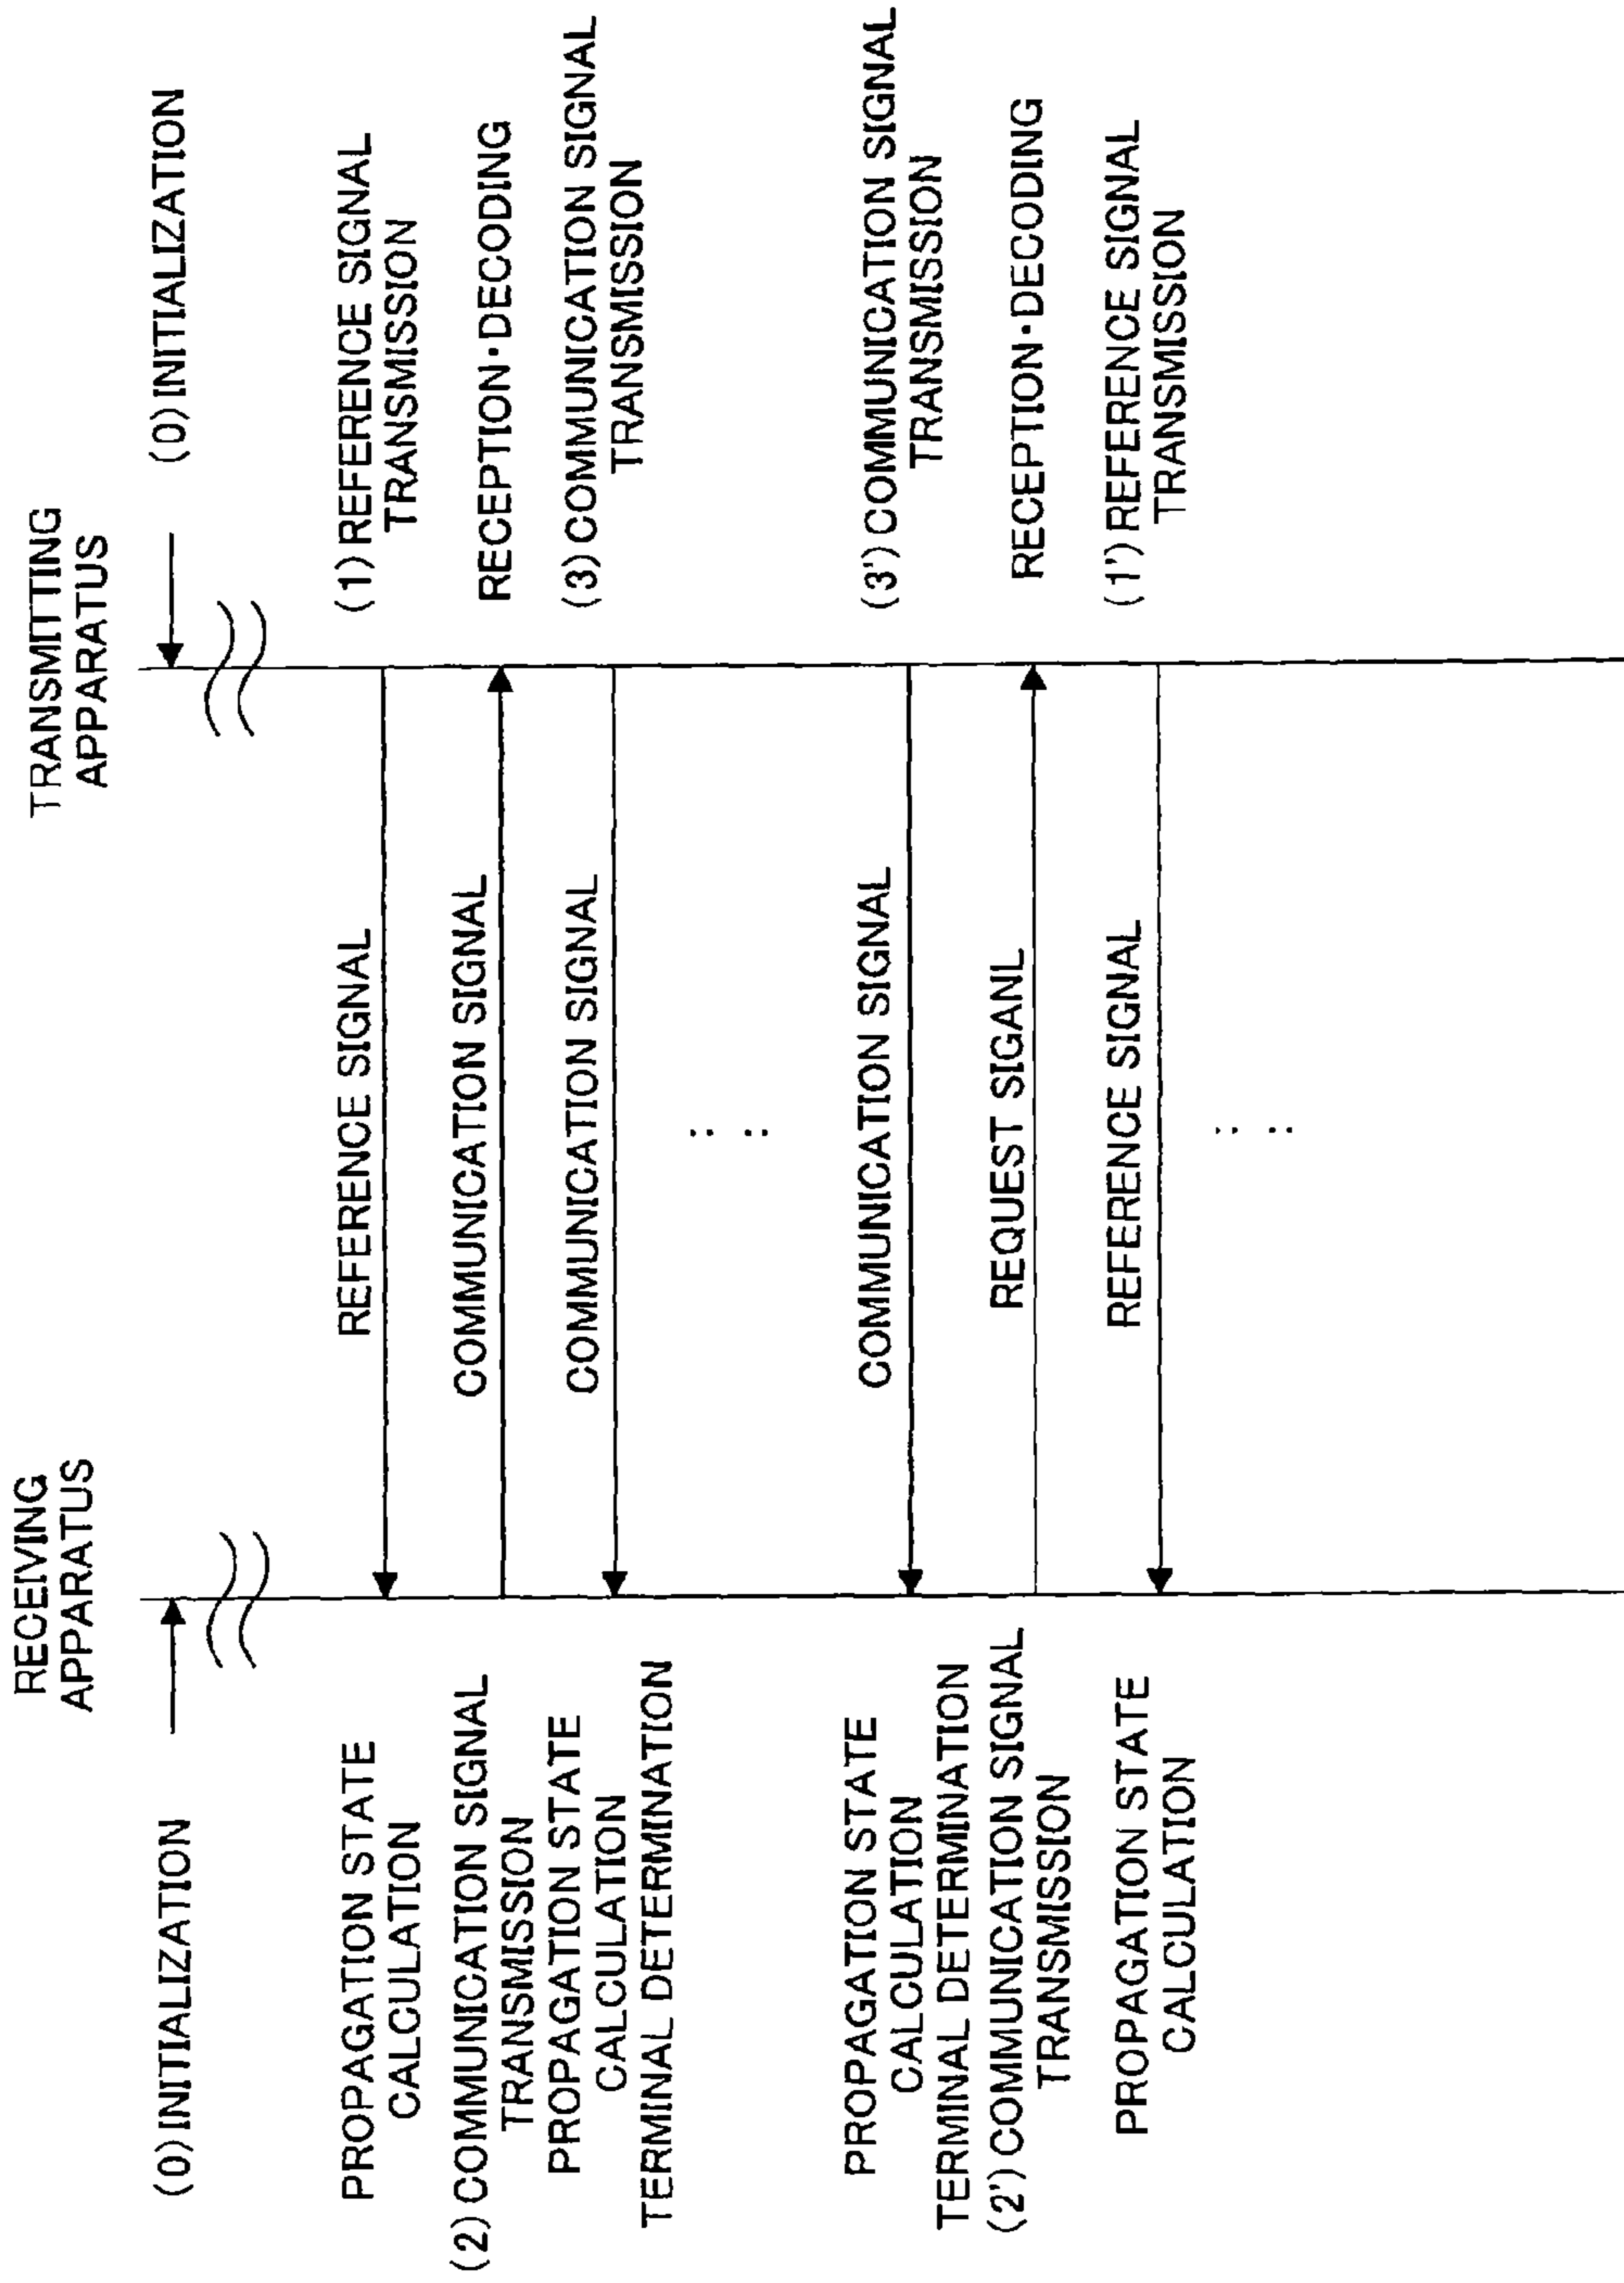 RECEIVING
APPARATUS
TRANSMITTING
APPARATUS
(0) INITIALIZATION
(0) INITIALIZATION
PROPAGATION STATE
CALCULATION
REFERENCE SIGNAL
(1) REFERENCE SIGNAL
TRANSMISSION
(2) COMMUNICATION SIGNAL
TRANSMISSION
COMMUNICATION SIGNAL
RECEPTION·DECODING
PROPAGATION STATE
CALCULATION
TERMINAL DETERMINATION
COMMUNICATION SIGNAL
(3) COMMUNICATION SIGNAL
TRANSMISSION
PROPAGATION STATE
CALCULATION
TERMINAL DETERMINATION
COMMUNICATION SIGNAL
(3') COMMUNICATION SIGNAL
TRANSMISSION
(2') COMMUNICATION SIGNAL
TRANSMISSION
REQUEST SIGANL
RECEPTION·DECODING
PROPAGATION STATE
CALCULATION
REFERENCE SIGNAL
(1') REFERENCE SIGNAL
TRANSMISSION